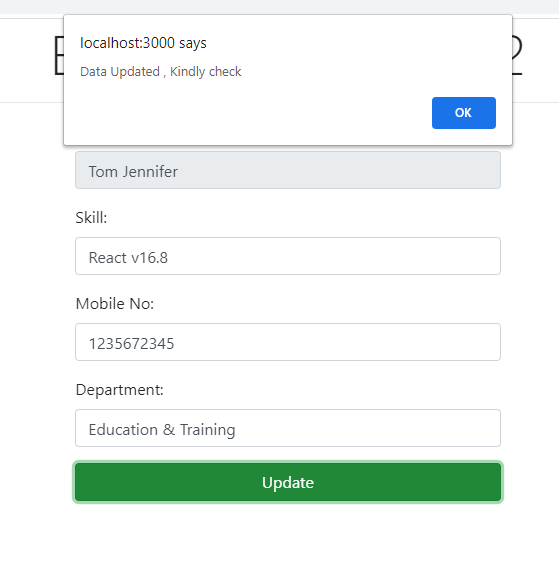 localhost:3000 says
Data Updated , Kindly check
OK
Tom Jennifer
Skill:
React v16.8
Mobile No:
1235672345
Department:
Education & Training
Update